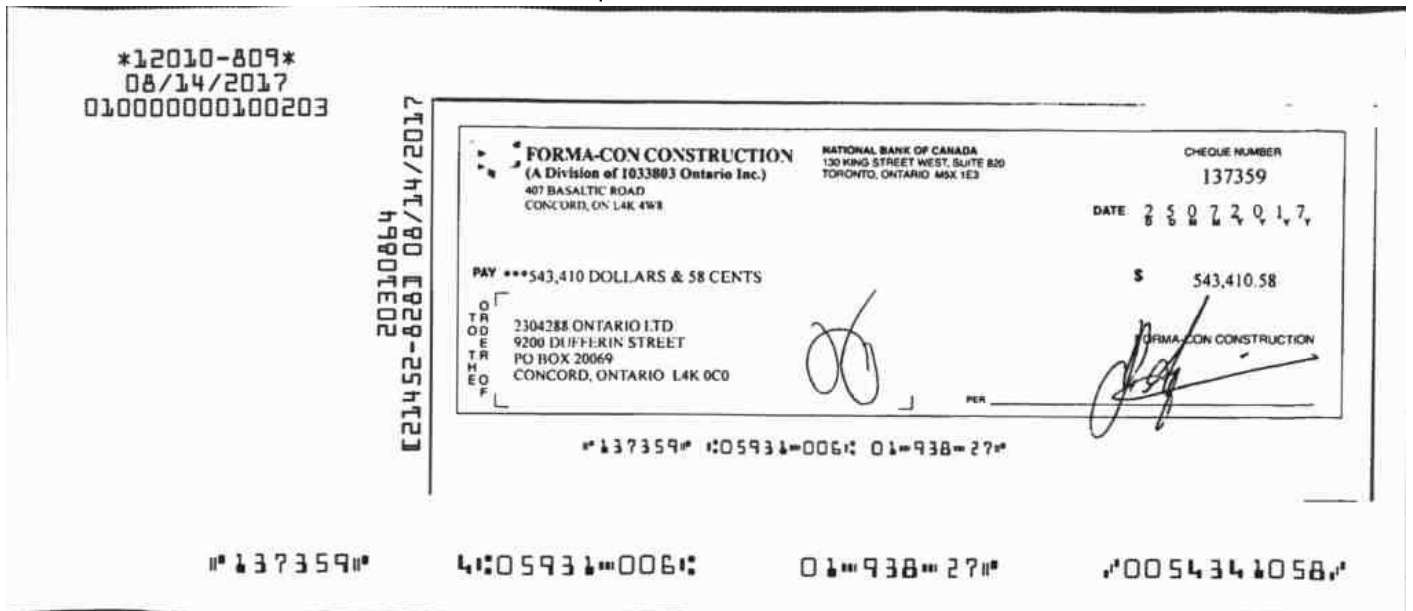 *12010-809*
08/14/2017
010000000100203
[21452-8283] 08/14/2017
20310864
FORMA-CON CONSTRUCTION
(A Division of 1033803 Ontario Inc.)
407 BASALTIC ROAD
CONCORD, ON L4K 4W8
NATIONAL BANK OF CANADA
130 KING STREET WEST, SUITE 820
TORONTO, ONTARIO M5X 1E3
CHEQUE NUMBER
137359
DATE 2 5 0 7 2 0 1 7
D D M M Y Y Y Y
PAY ***543,410 DOLLARS & 58 CENTS
$ 543,410.58
TO THE
ORDER OF
2304288 ONTARIO LTD
9200 DUFFERIN STREET
PO BOX 20069
CONCORD, ONTARIO L4K 0C0
FORMA-CON CONSTRUCTION
PER
⑈137359⑈ ⑆05931⑉006⑆ 01⑉938⑉27⑈
⑈137359⑈ 4⑆05931⑉006⑆ 01⑉938⑉27⑈ ⑇0054341058⑇